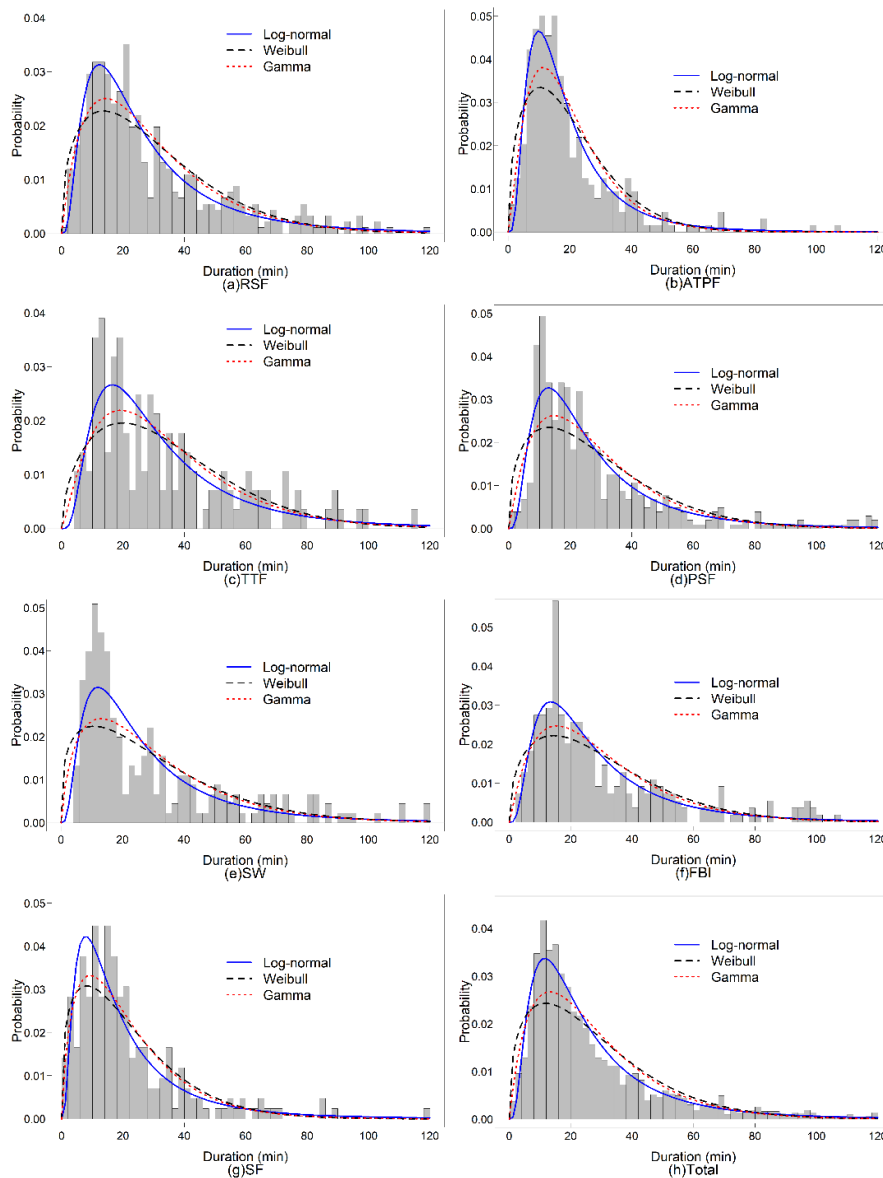 0.04
0.03
0.02
0.01
0.00
Probability
Log-normal
Weibull
Gamma
0 20 40 60 80 100 120
Duration (min)
(a)RSF
0.05
0.04
0.03
0.02
0.01
0.00
Probability
Log-normal
Weibull
Gamma
0 20 40 60 80 100 120
Duration (min)
(b)ATPF
0.04
0.03
0.02
0.01
0.00
Probability
Log-normal
Weibull
Gamma
0 20 40 60 80 100 120
Duration (min)
(c)TTF
0.05
0.04
0.03
0.02
0.01
0.00
Probability
Log-normal
Weibull
Gamma
0 20 40 60 80 100 120
Duration (min)
(d)PSF
0.05
0.04
0.03
0.02
0.01
0.00
Probability
Log-normal
Weibull
Gamma
0 20 40 60 80 100 120
Duration (min)
(e)SW
0.05
0.04
0.03
0.02
0.01
0.00
Probability
Log-normal
Weibull
Gamma
0 20 40 60 80 100 120
Duration (min)
(f)FBI
0.05
0.04
0.03
0.02
0.01
0.00
Probability
Log-normal
Weibull
Gamma
0 20 40 60 80 100 120
Duration (min)
(g)SF
0.04
0.03
0.02
0.01
0.00
Probability
Log-normal
Weibull
Gamma
0 20 40 60 80 100 120
Duration (min)
(h)Total